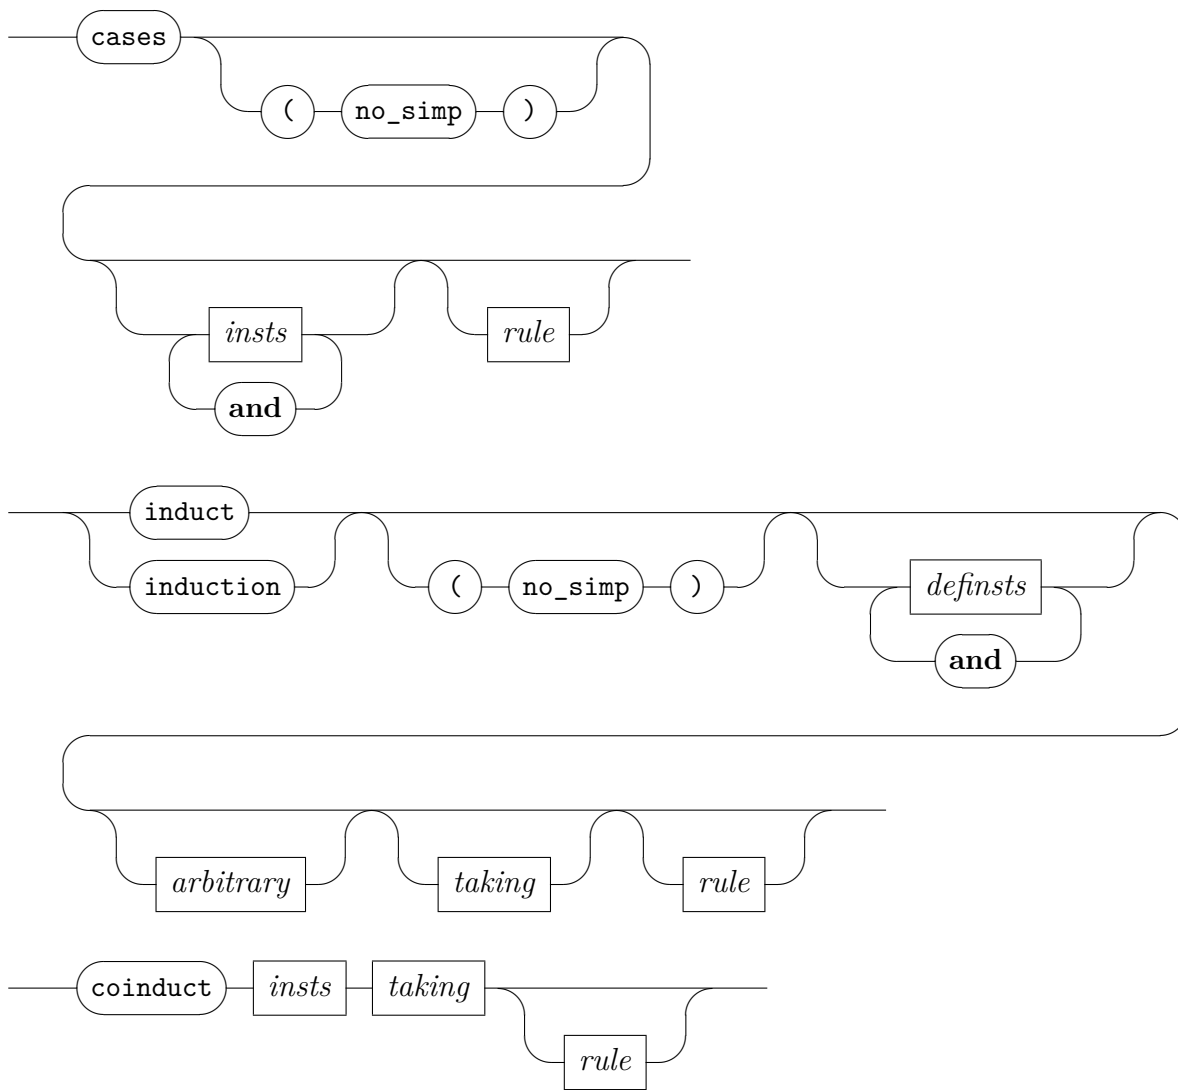 cases
( no_simp )
insts rule
and
induct
induction ( no_simp ) definsts
and
arbitrary taking rule
coinduct insts taking
rule